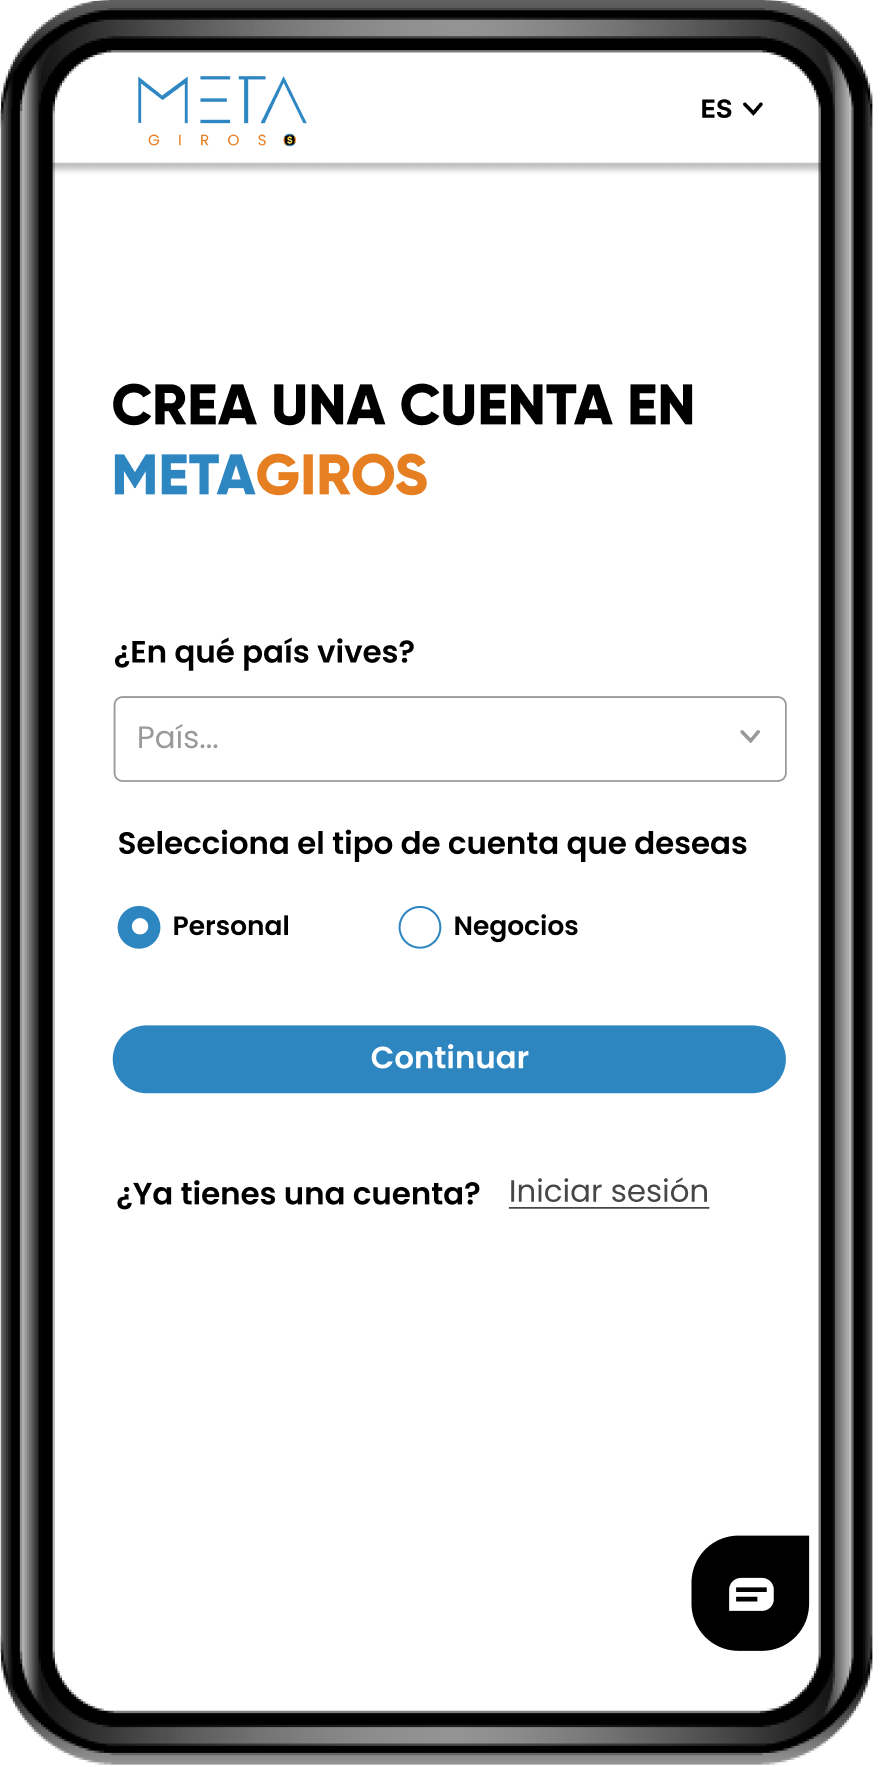 META
GIROS $
ES
CREA UNA CUENTA EN
METAGIROS
¿En qué país vives?
País...
Selecciona el tipo de cuenta que deseas
Personal
Negocios
Continuar
¿Ya tienes una cuenta? Iniciar sesión